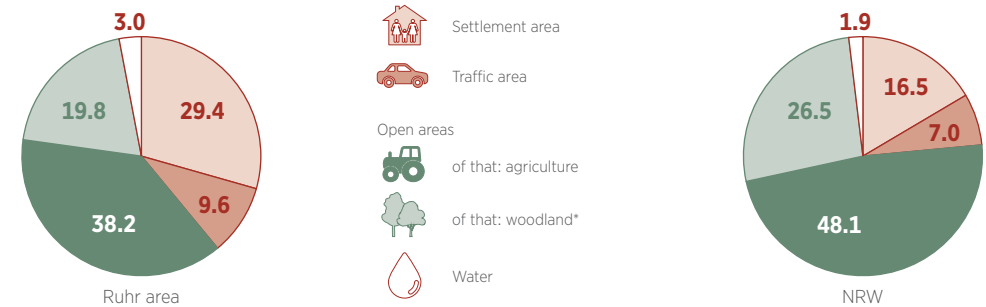 3.0
29.4
19.8
9.6
38.2
Ruhr area
Settlement area
Traffic area
Open areas
of that: agriculture
of that: woodland*
Water
1.9
16.5
26.5
7.0
48.1
NRW